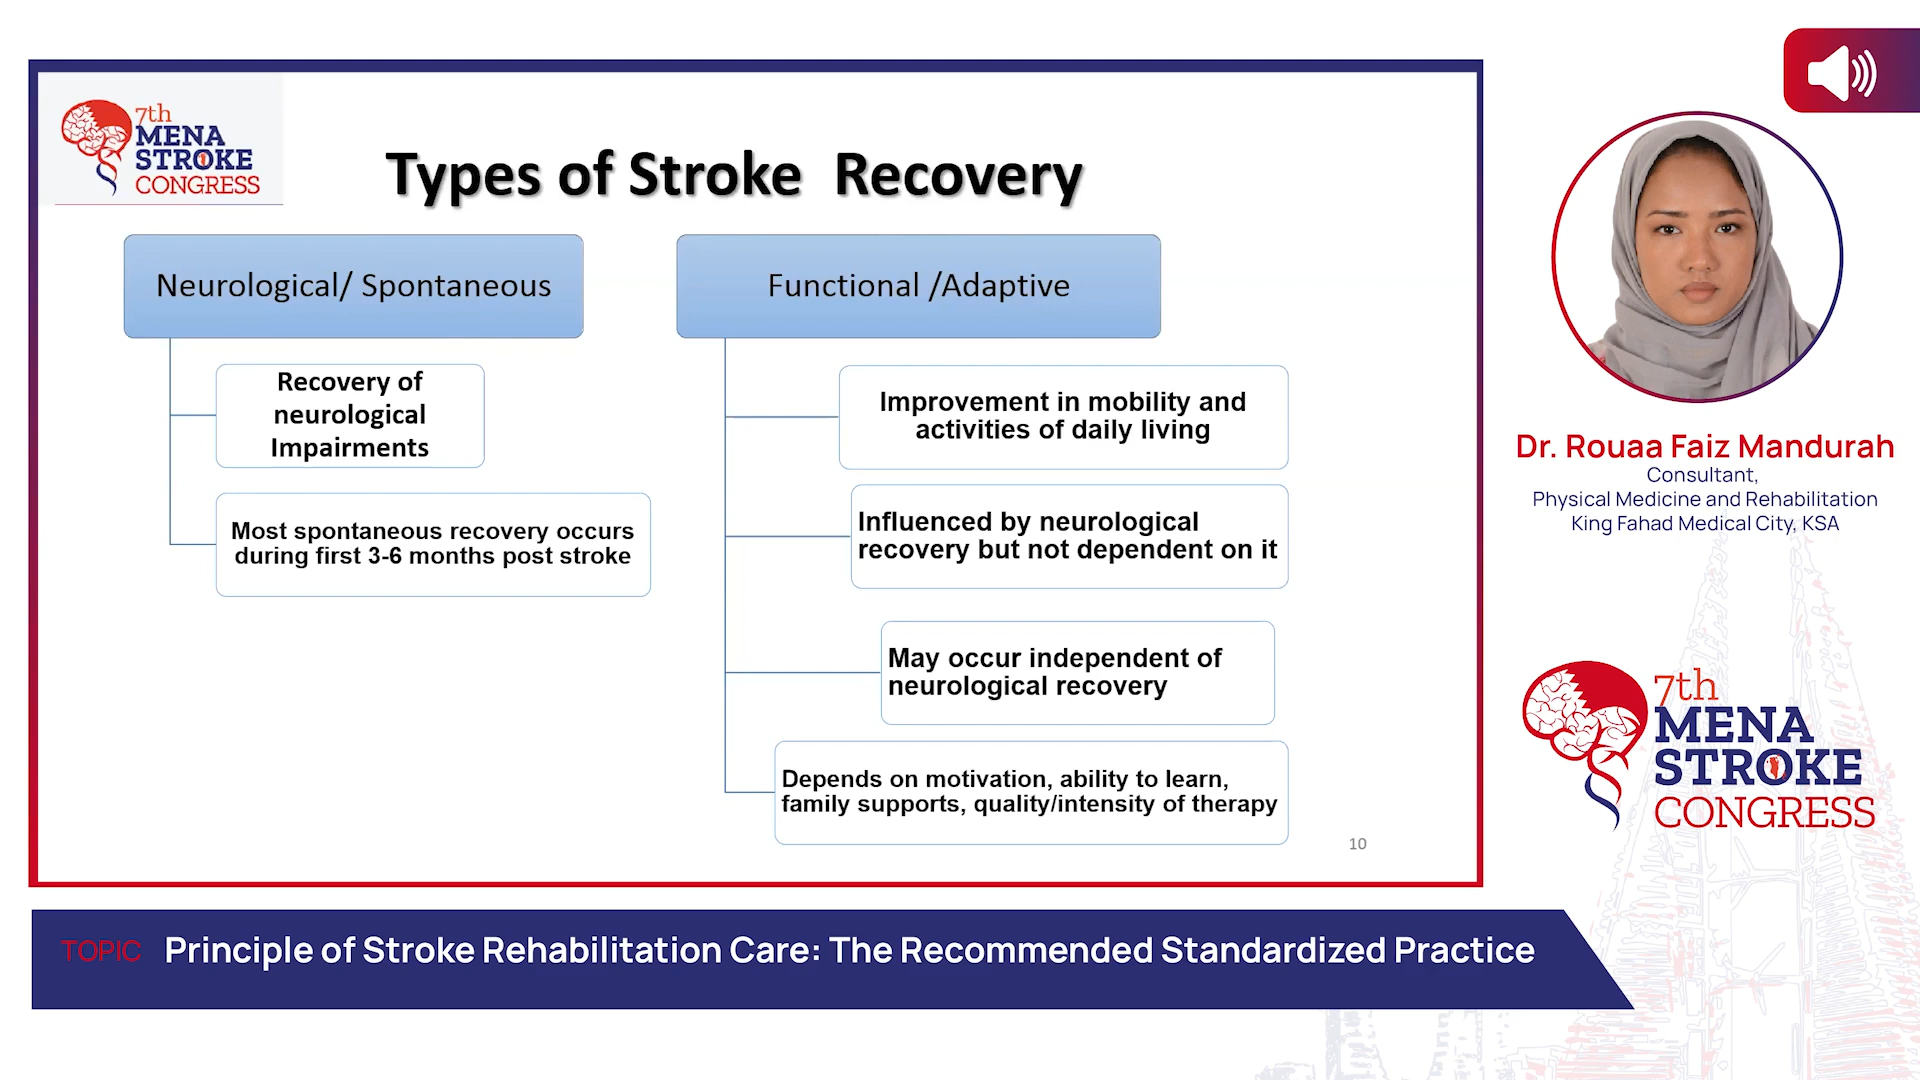 7th
MENA
STROKE
CONGRESS
Types of Stroke  Recovery
Neurological/ Spontaneous
Recovery of
neurological
Impairments
Most spontaneous recovery occurs
during first 3-6 months post stroke
Functional /Adaptive
Improvement in mobility and
activities of daily living
Influenced by neurological
recovery but not dependent on it
May occur independent of
neurological recovery
Depends on motivation, ability to learn,
family supports, quality/intensity of therapy
10
Dr. Rouaa Faiz Mandurah
Consultant,
Physical Medicine and Rehabilitation
King Fahad Medical City, KSA
7th
MENA
STROKE
CONGRESS
TOPIC Principle of Stroke Rehabilitation Care: The Recommended Standardized Practice